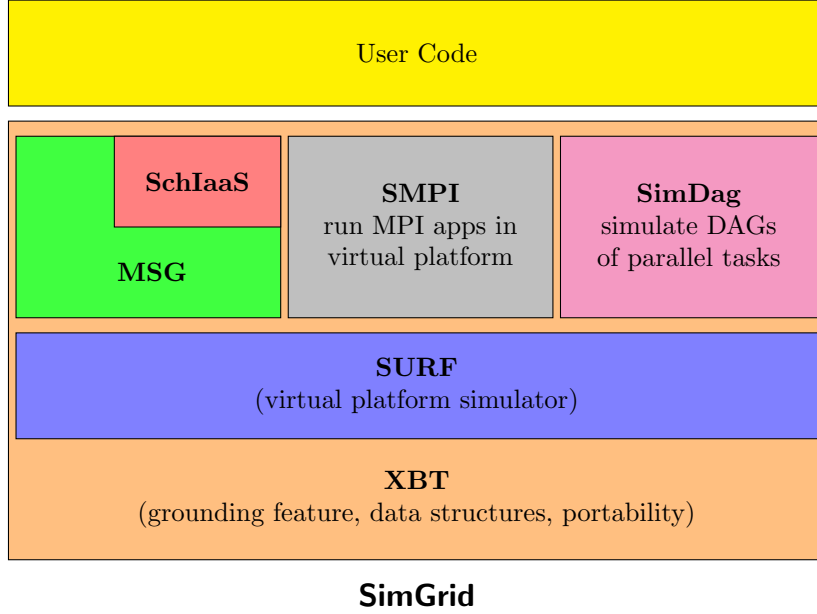 User Code
SchIaaS
MSG
SMPI
run MPI apps in
virtual platform
SimDag
simulate DAGs
of parallel tasks
SURF
(virtual platform simulator)
XBT
(grounding feature, data structures, portability)
SimGrid